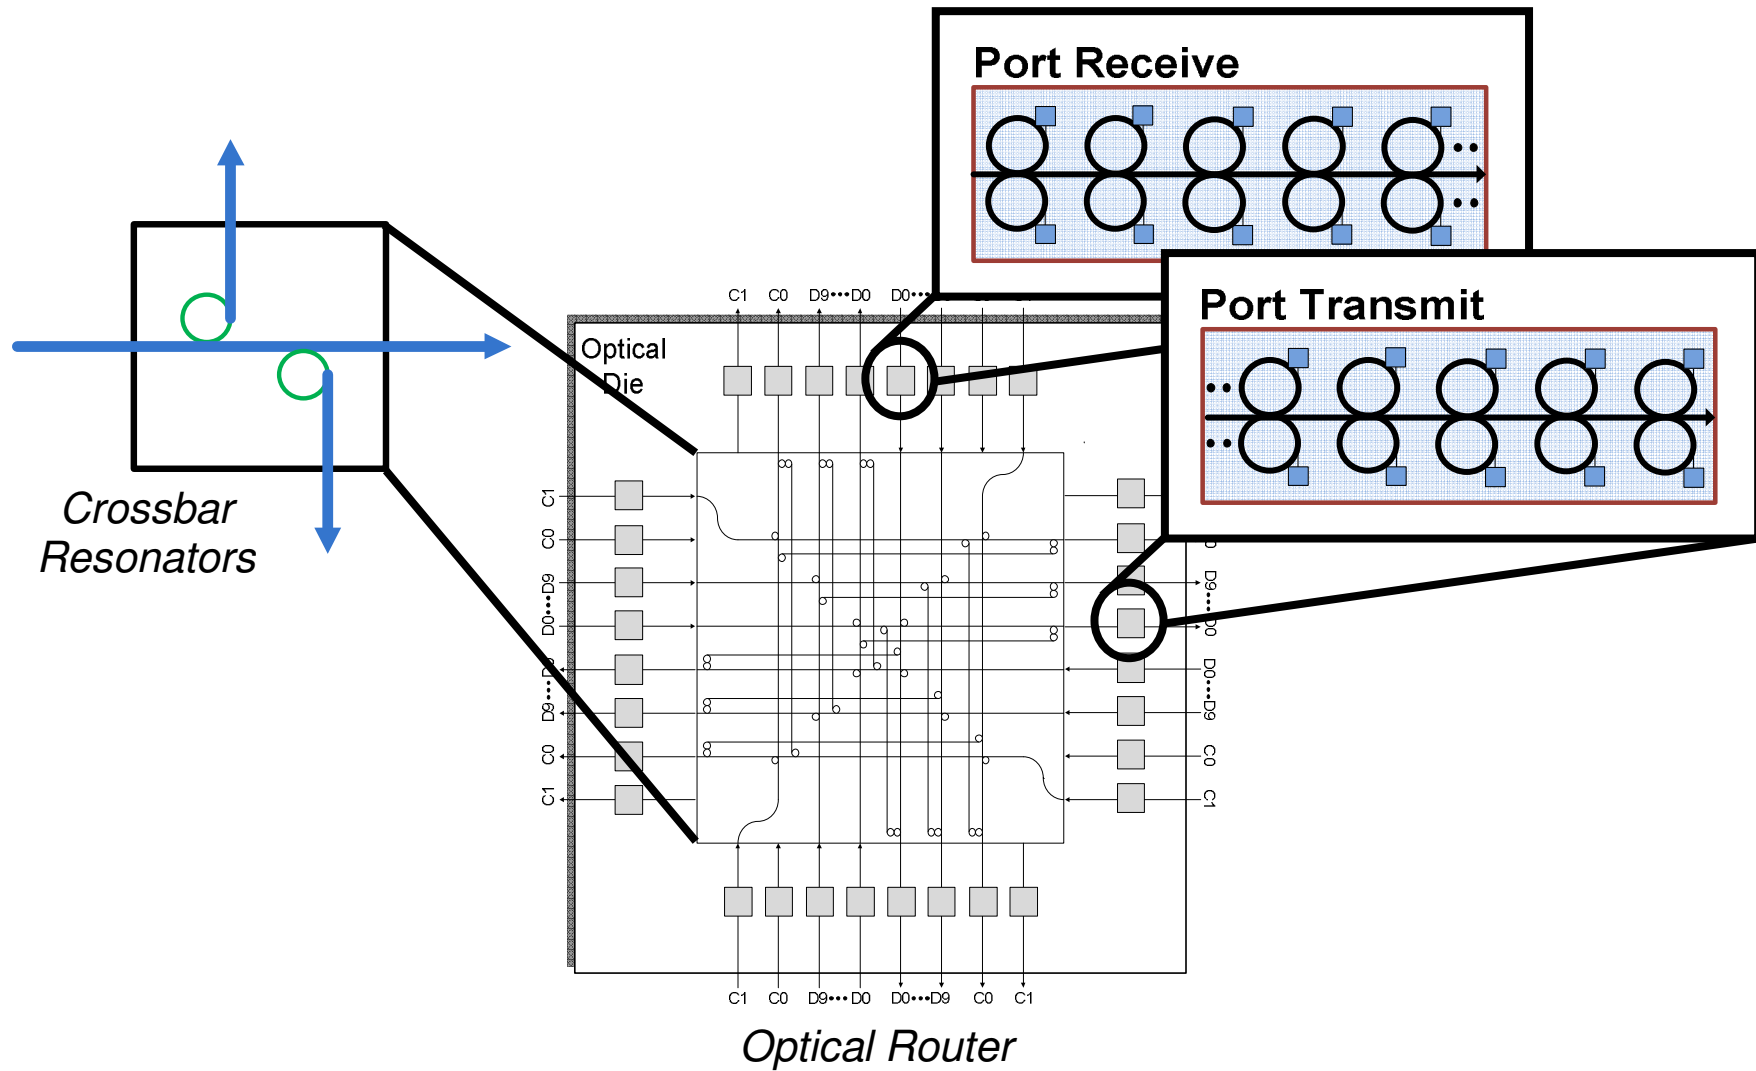 Port Receive
Port Transmit
C1 C0 D9•••D0 D0•••
Optical
Die
Crossbar
Resonators
C1
C0
D9
D0
D9
C0
C1
D9
D0
D0
D9
C0
C1
C1 C0 D9•••D0 D0•••D9 C0 C1
Optical Router